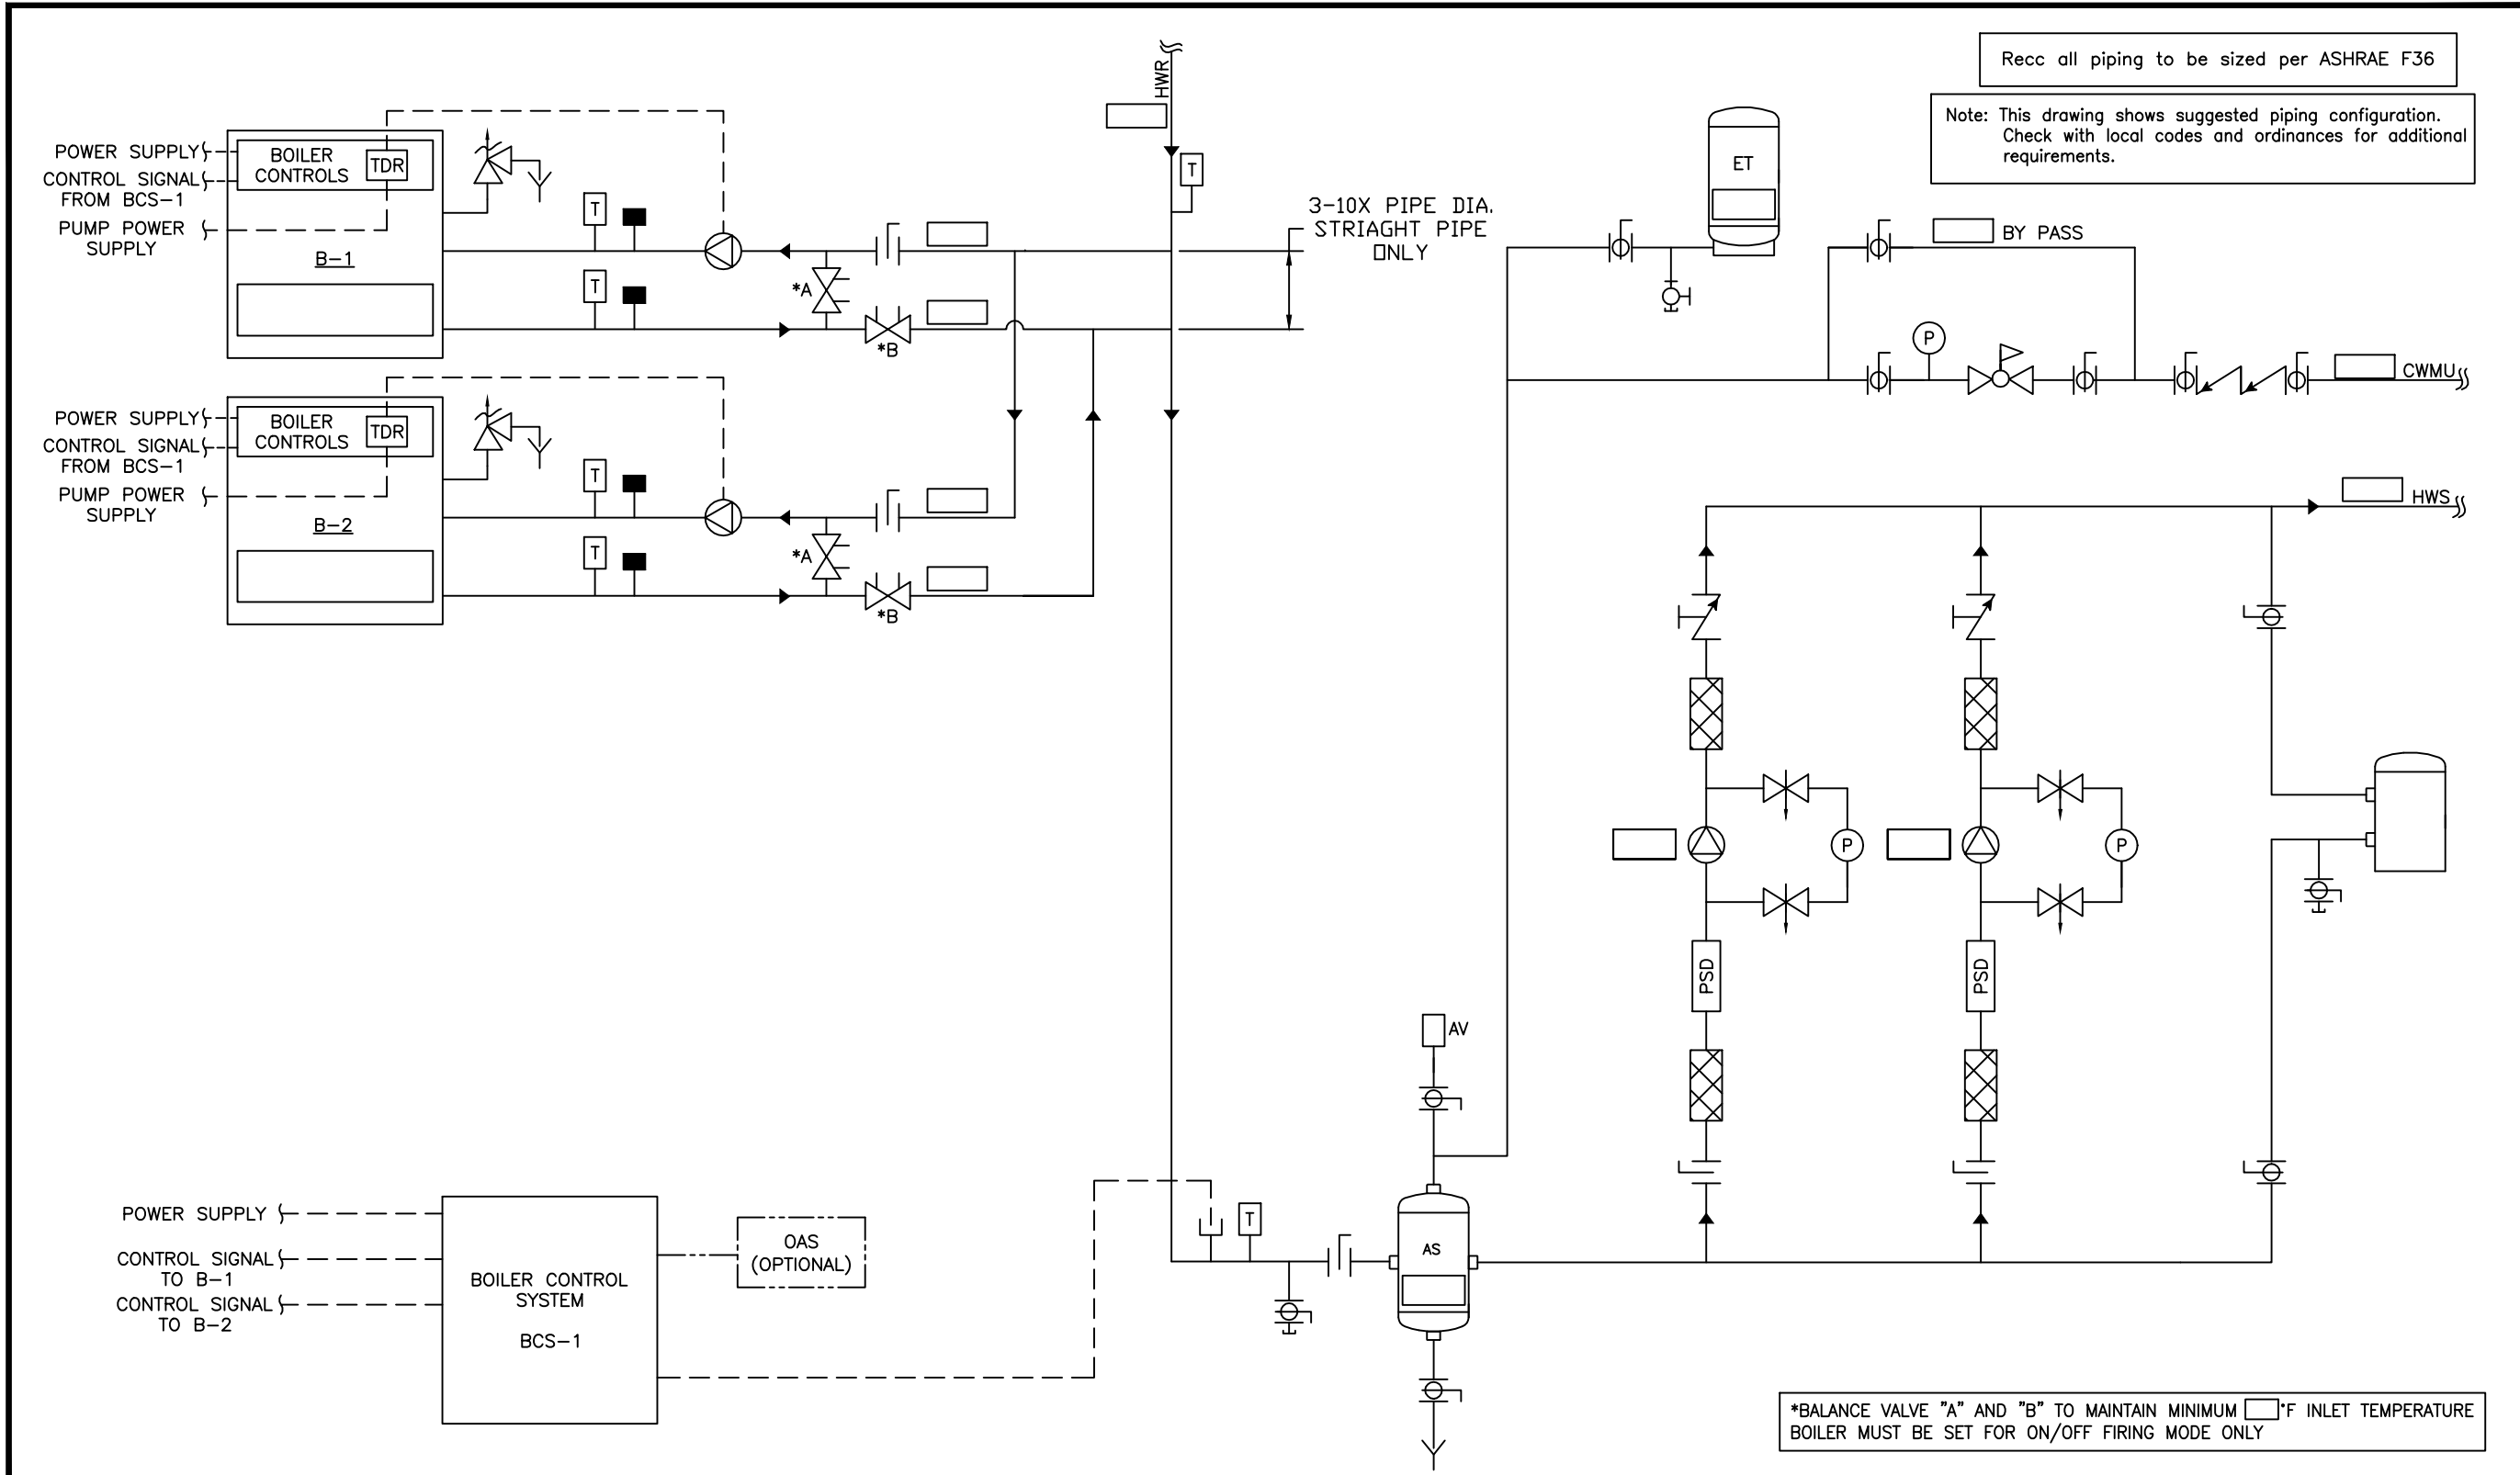 Recc all piping to be sized per ASHRAE F36
Note: This drawing shows suggested piping configuration.
Check with local codes and ordinances for additional
requirements.
HWR
T
POWER SUPPLY
CONTROL SIGNAL
FROM BCS-1
PUMP POWER
SUPPLY
BOILER
CONTROLS
TDR
B-1
T
T
*A
*B
3-10X PIPE DIA.
STRIAGHT PIPE
ONLY
ET
BY PASS
P
CWMU
POWER SUPPLY
CONTROL SIGNAL
FROM BCS-1
PUMP POWER
SUPPLY
BOILER
CONTROLS
TDR
B-2
T
T
*A
*B
HWS
P
P
PSD
PSD
AV
AS
T
POWER SUPPLY
CONTROL SIGNAL
TO B-1
CONTROL SIGNAL
TO B-2
BOILER CONTROL
SYSTEM
BCS-1
OAS
(OPTIONAL)
*BALANCE VALVE "A" AND "B" TO MAINTAIN MINIMUM °F INLET TEMPERATURE
BOILER MUST BE SET FOR ON/OFF FIRING MODE ONLY